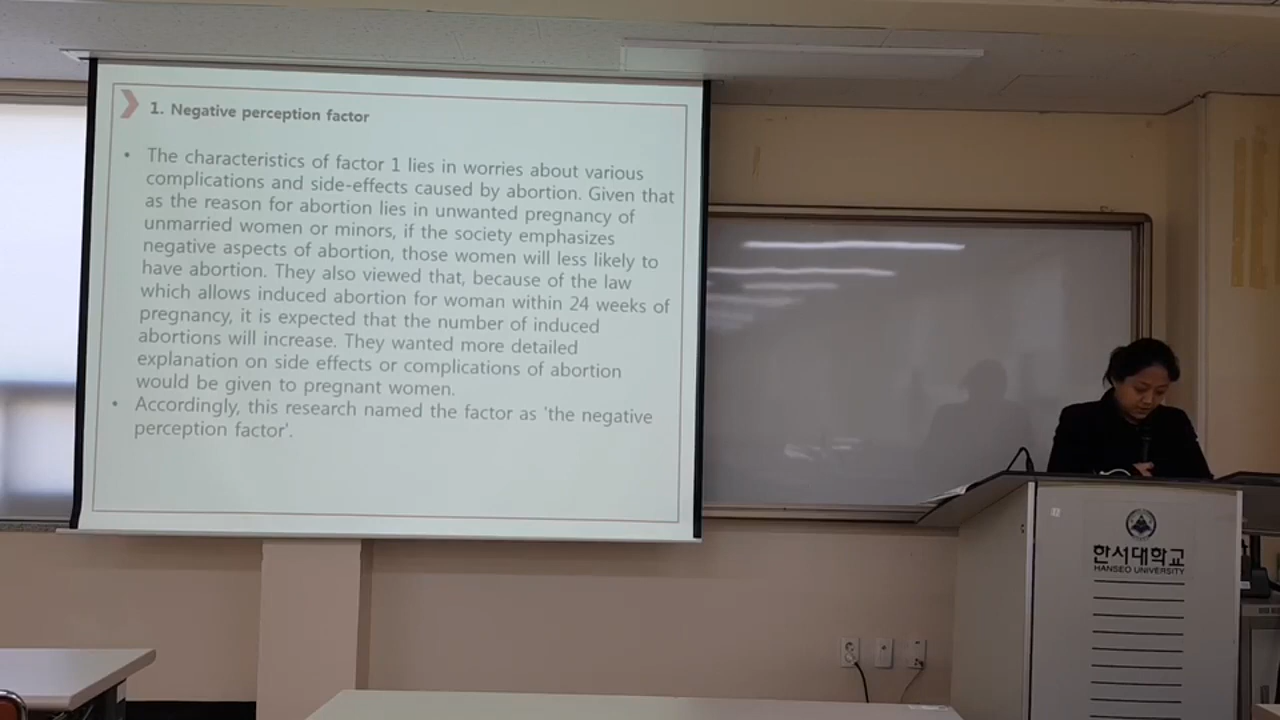 1. Negative perception factor
• The characteristics of factor 1 lies in worries about various
complications and side-effects caused by abortion. Given that
as the reason for abortion lies in unwanted pregnancy of
unmarried women or minors, if the society emphasizes
negative aspects of abortion, those women will less likely to
have abortion. They also viewed that, because of the law
which allows induced abortion for woman within 24 weeks of
pregnancy, it is expected that the number of induced
abortions will increase. They wanted more detailed
explanation on side effects or complications of abortion
would be given to pregnant women.
• Accordingly, this research named the factor as 'the negative
perception factor'.
한서대학교
HANSEO UNIVERSITY